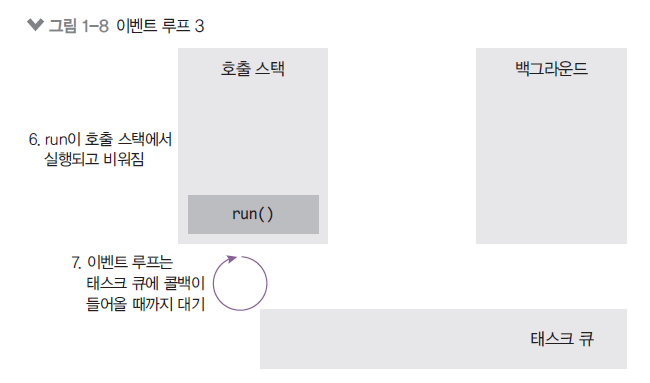 그림 1-8 이벤트 루프 3
호출 스택
백그라운드
6. run이 호출 스택에서
실행되고 비워짐
run()
7. 이벤트 루프는
태스크 큐에 콜백이
들어올 때까지 대기
태스크 큐